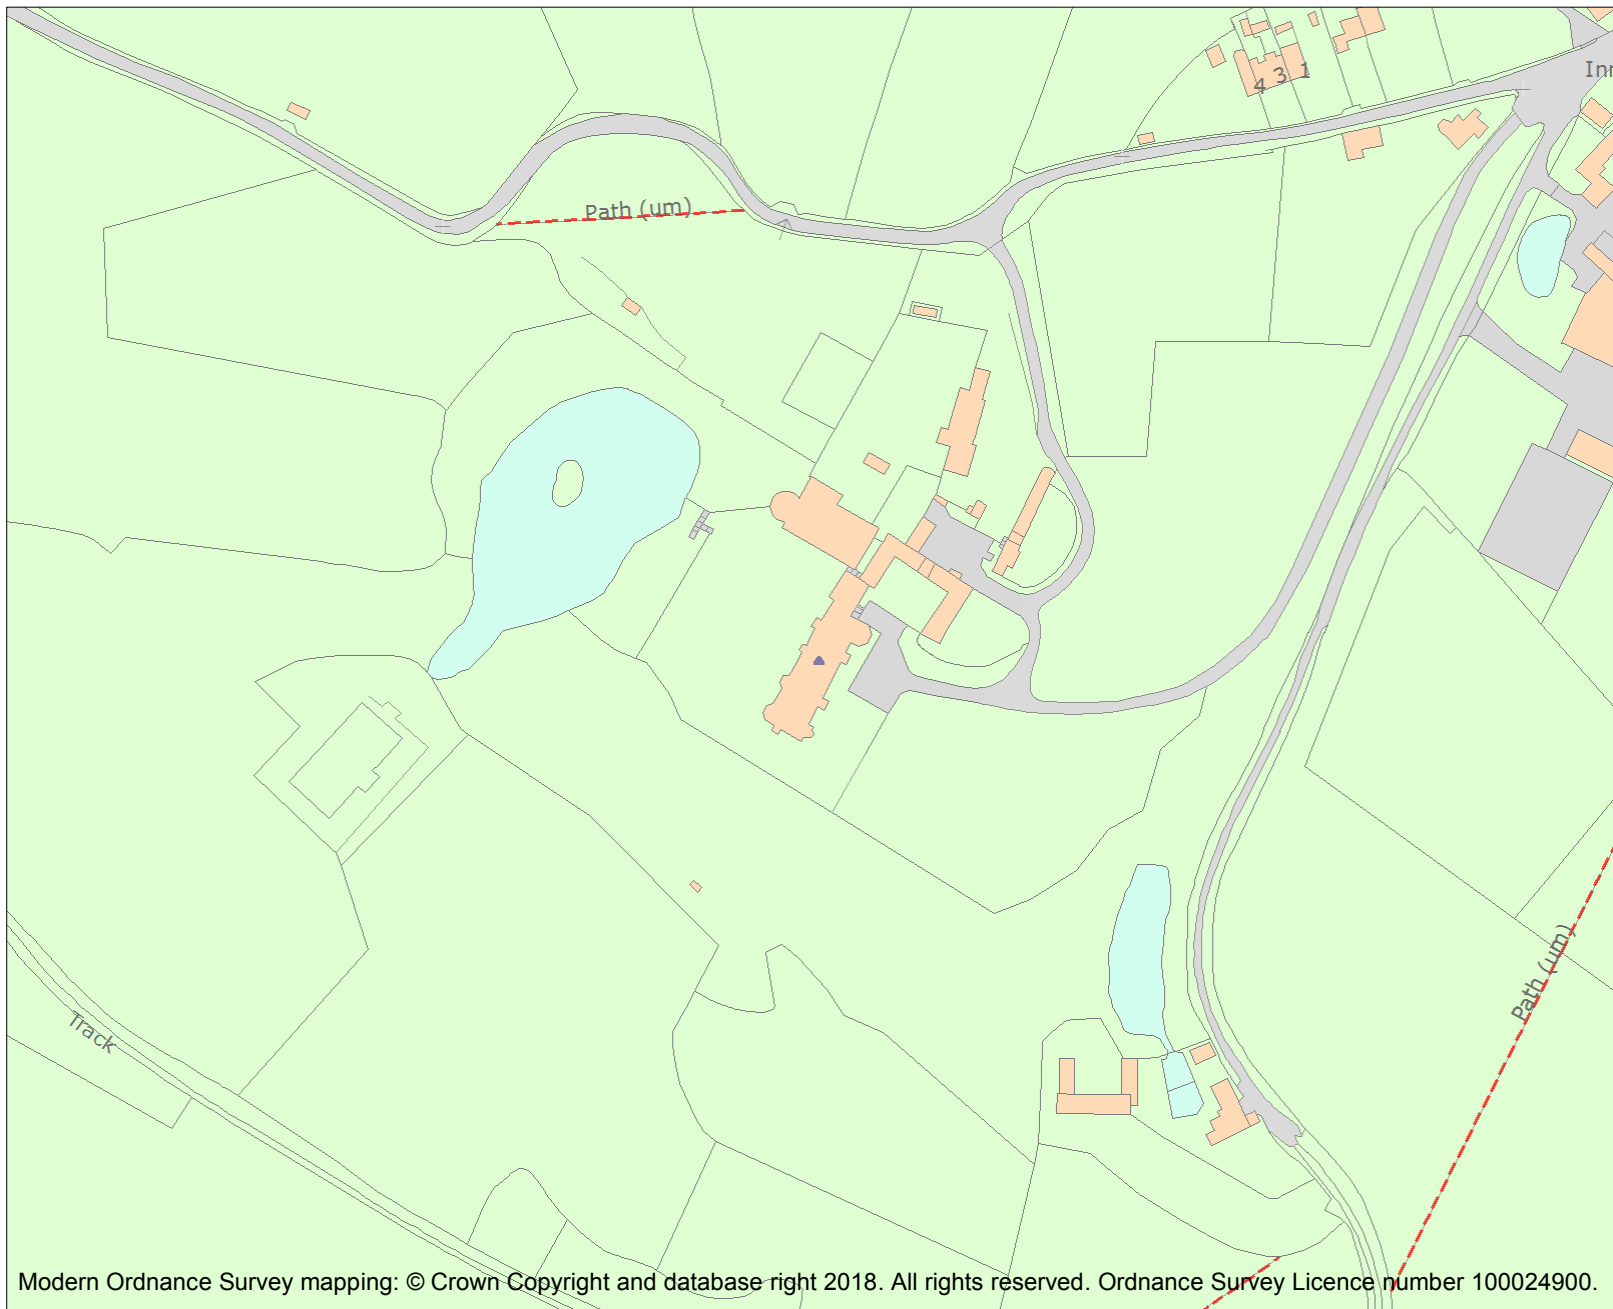 4 3 1
Inn
Path (um)
Path (um)
Track
Modern Ordnance Survey mapping: © Crown Copyright and database right 2018. All rights reserved. Ordnance Survey Licence number 100024900.